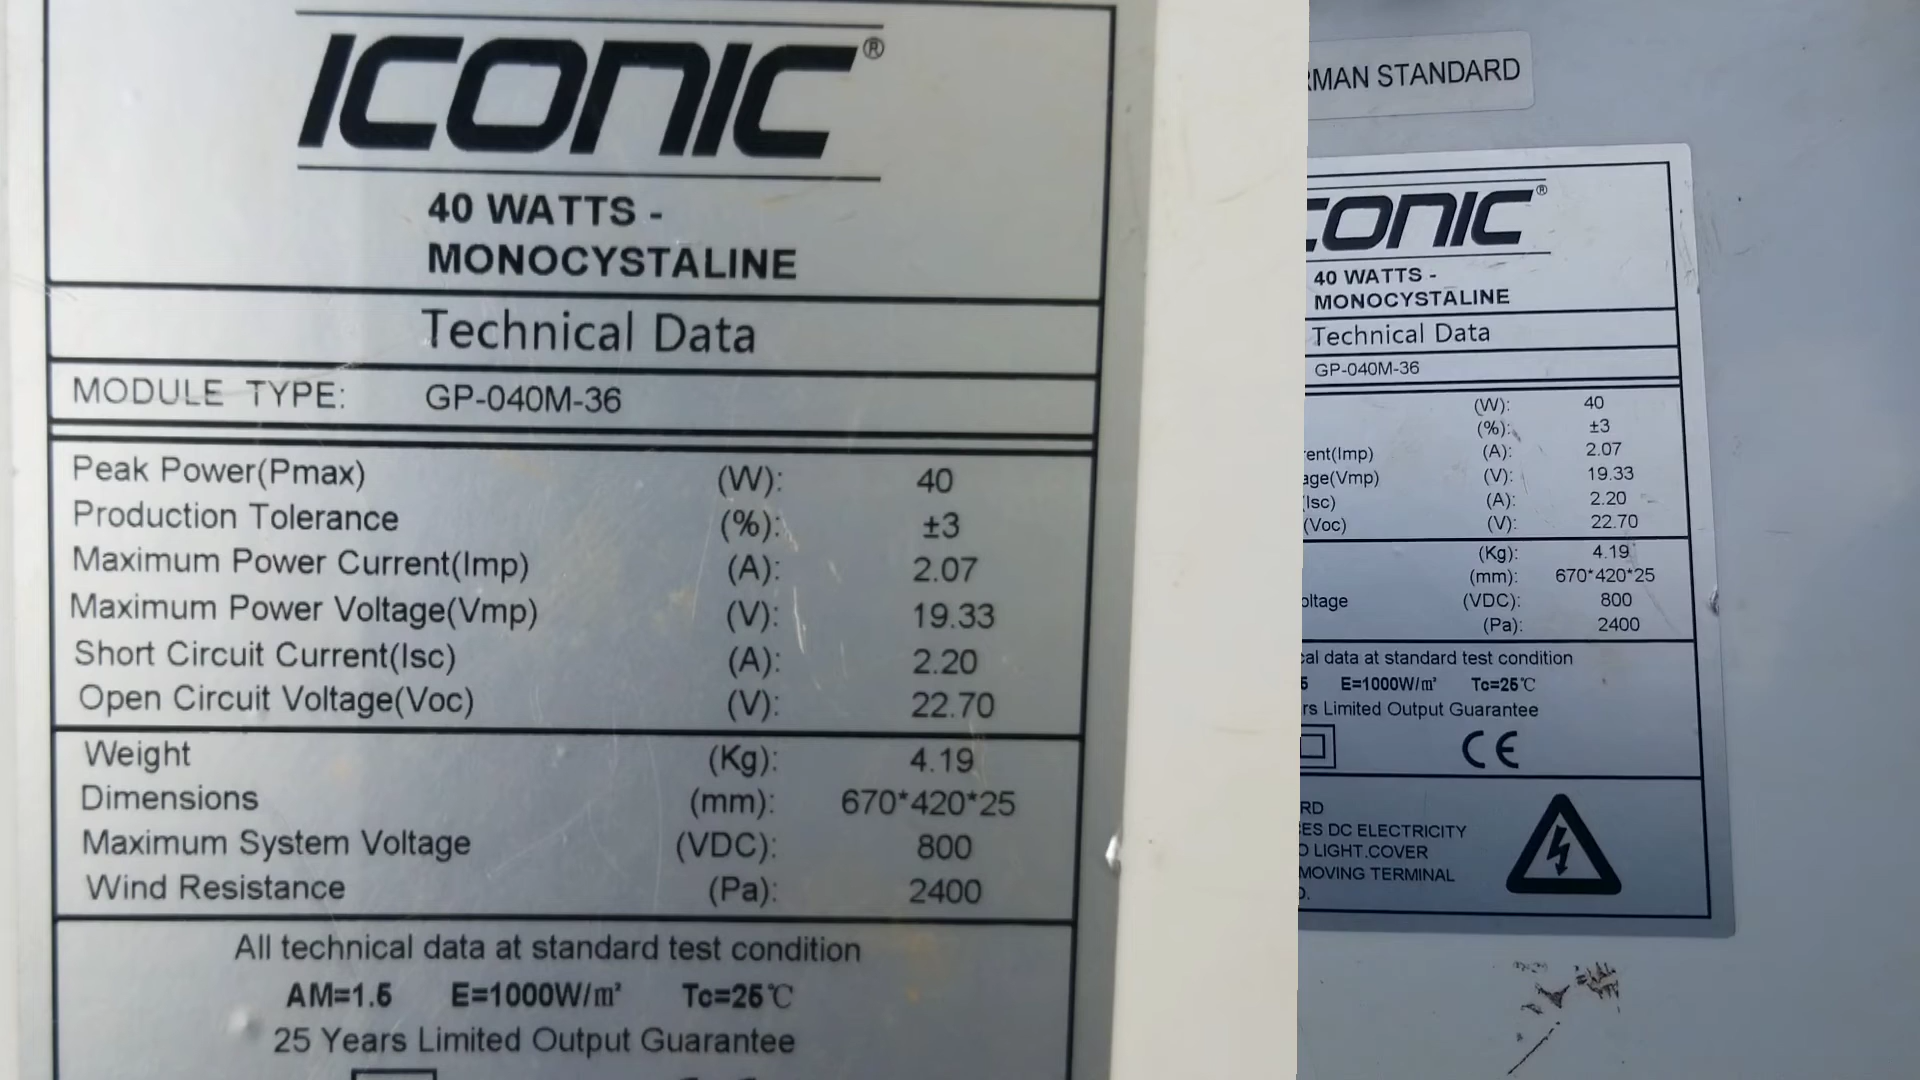 ICONIC®
40 WATTS -
MONOCYSTALINE
Technical Data
MODULE TYPE: GP-040M-36
Peak Power(Pmax) (W): 40
Production Tolerance (%): ±3
Maximum Power Current(Imp) (A): 2.07
Maximum Power Voltage(Vmp) (V): 19.33
Short Circuit Current(Isc) (A): 2.20
Open Circuit Voltage(Voc) (V): 22.70
Weight (Kg): 4.19
Dimensions (mm): 670*420*25
Maximum System Voltage (VDC): 800
Wind Resistance (Pa): 2400
All technical data at standard test condition
AM=1.5 E=1000W/m² Tc=25℃
25 Years Limited Output Guarantee
RMAN STANDARD
CONIC®
40 WATTS -
MONOCYSTALINE
Technical Data
GP-040M-36
(W): 40
(%): ±3
rent(Imp) (A): 2.07
age(Vmp) (V): 19.33
(Isc) (A): 2.20
(Voc) (V): 22.70
(Kg): 4.19
(mm): 670*420*25
oltage (VDC): 800
(Pa): 2400
cal data at standard test condition
5 E=1000W/m² Tc=25℃
rs Limited Output Guarantee
CE
RD
ES DC ELECTRICITY
O LIGHT.COVER
MOVING TERMINAL
D.